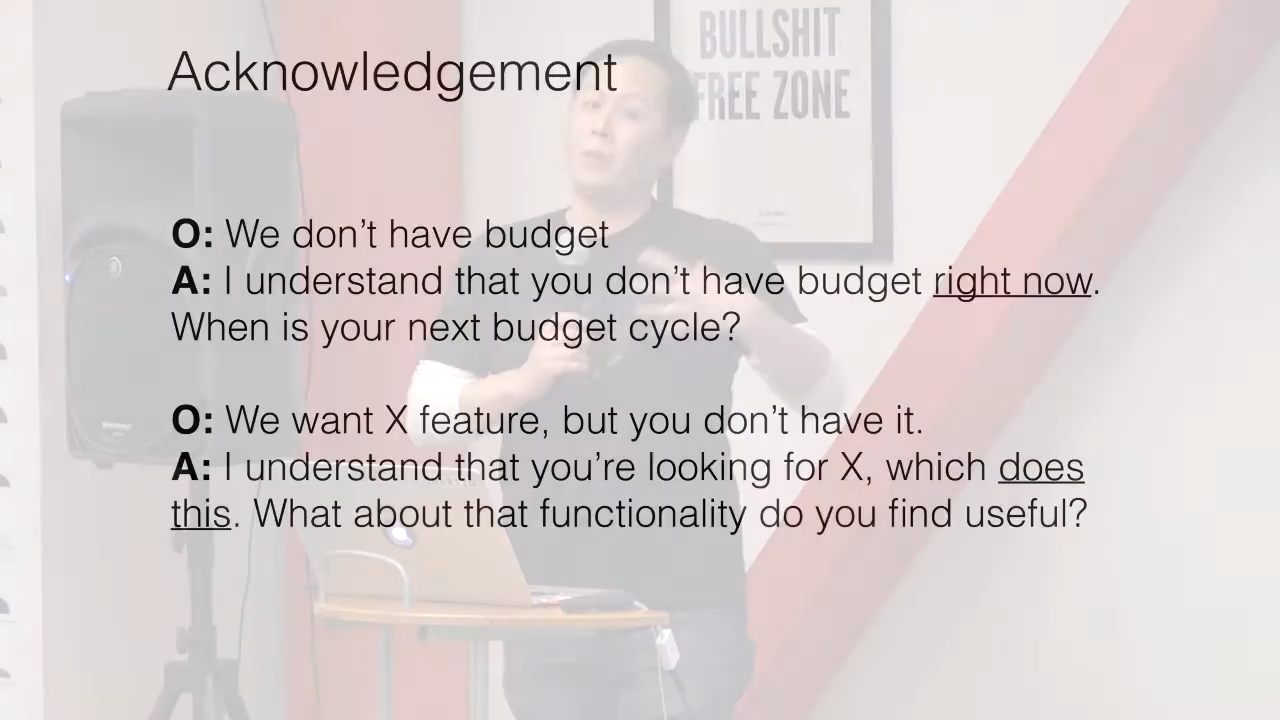 Acknowledgement
BULLSHIT
FREE ZONE
O: We don't have budget
A: I understand that you don't have budget right now.
When is your next budget cycle?
O: We want X feature, but you don't have it.
A: I understand that you're looking for X, which does
this. What about that functionality do you find useful?